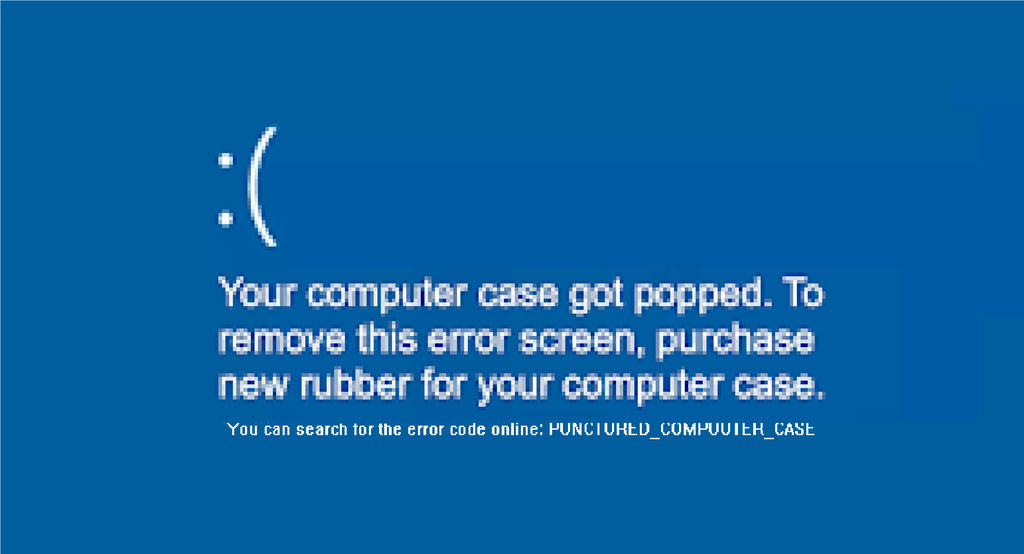 :(
Your computer case got popped. To
remove this error screen, purchase
new rubber for your computer case.
You can search for the error code online: PUNCTURED_COMPUUTER_CASE